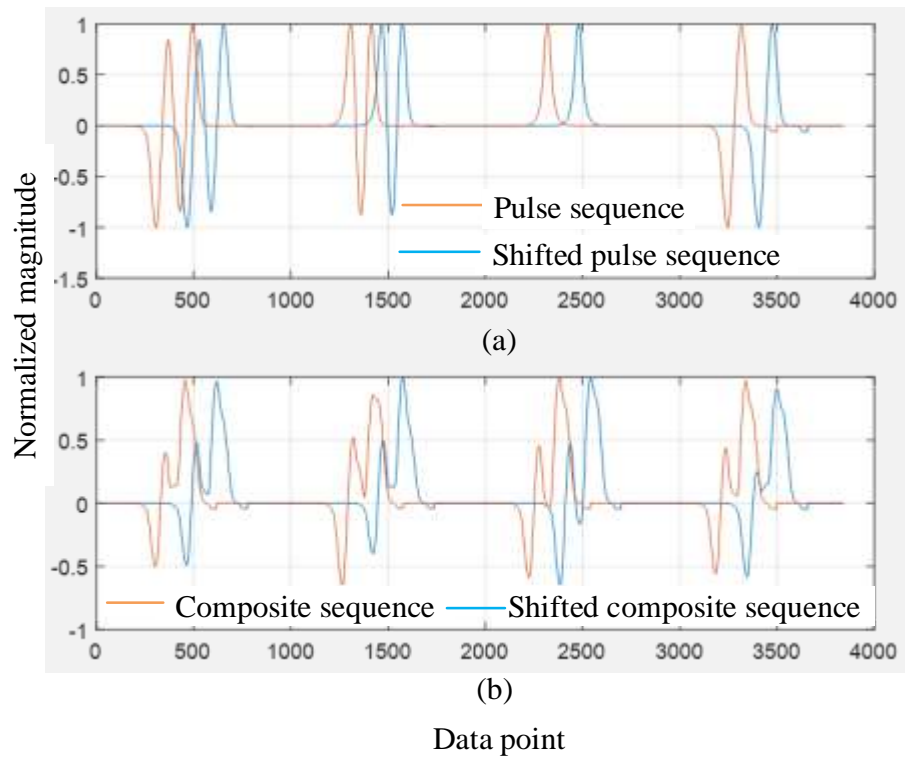 Normalized magnitude
1
0.5
0
-0.5
-1
-1.5
Pulse sequence
Shifted pulse sequence
0 500 1000 1500 2000 2500 3000 3500 4000
(a)
1
0.5
0
-0.5
-1
Composite sequence Shifted composite sequence
0 500 1000 1500 2000 2500 3000 3500 4000
(b)
Data point